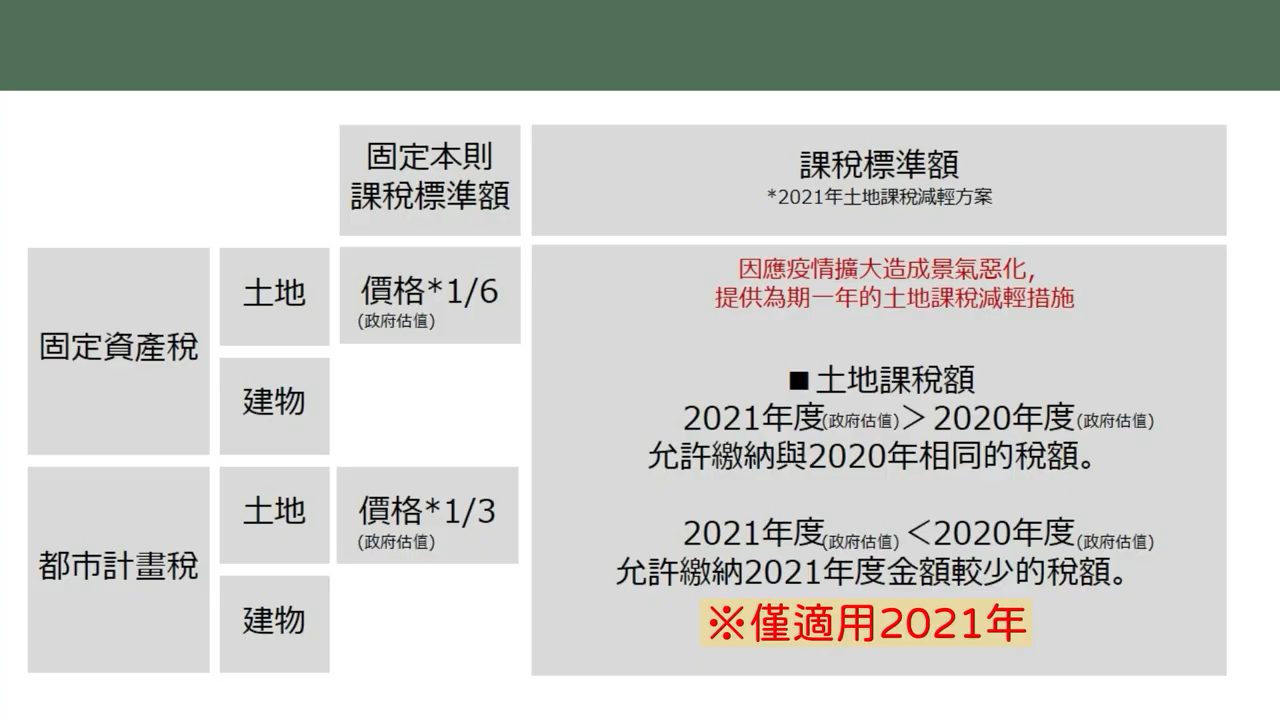 固定本則
課稅標準額
課稅標準額
*2021年土地課稅減輕方案
固定資產稅
土地
價格*1/6
(政府估值)
建物
都市計畫稅
土地
價格*1/3
(政府估值)
建物
因應疫情擴大造成景氣惡化,
提供為期一年的土地課稅減輕措施
■土地課稅額
2021年度(政府估值)＞2020年度(政府估值)
允許繳納與2020年相同的稅額。
2021年度(政府估值)＜2020年度(政府估值)
允許繳納2021年度金額較少的稅額。
※僅適用2021年